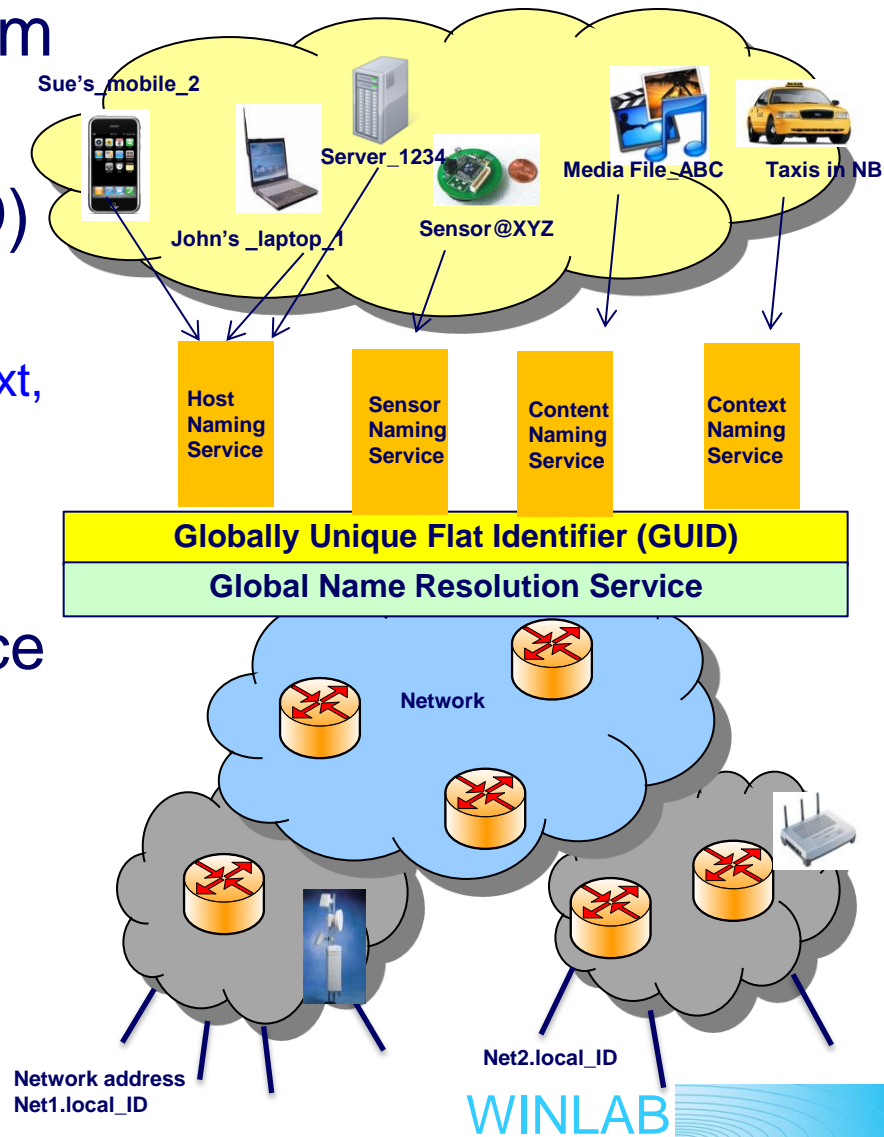 m
Sue's_mobile_2
Server_1234
Media File_ABC
Taxis in NB
)
John's _laptop_1
Sensor@XYZ
xt,
Host
Naming
Service
Sensor
Naming
Service
Content
Naming
Service
Context
Naming
Service
Globally Unique Flat Identifier (GUID)
Global Name Resolution Service
ce
Network
Net2.local_ID
Network address
Net1.local_ID
WINLAB